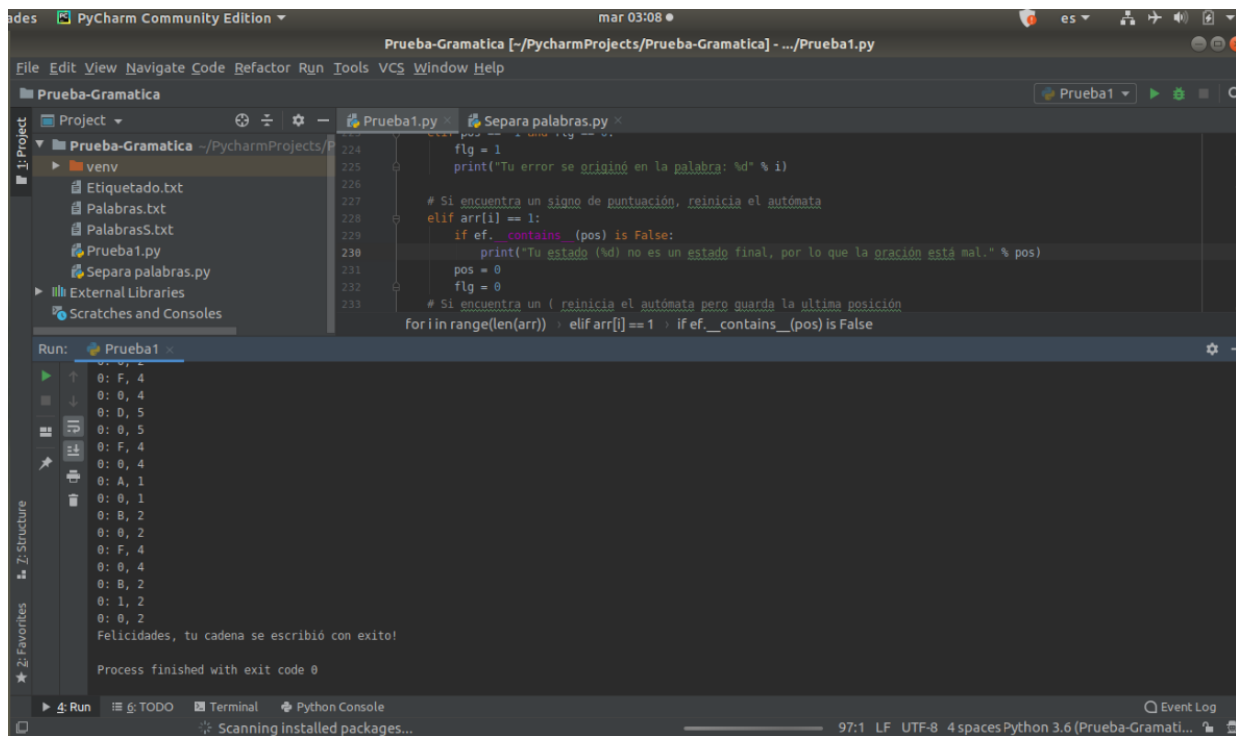 ades PyCharm Community Edition mar 03:08 es
Prueba-Gramatica [~/PycharmProjects/Prueba-Gramatica] - .../Prueba1.py
File Edit View Navigate Code Refactor Run Tools VCS Window Help
Prueba-Gramatica Prueba1
1: Project
Project
Prueba-Gramatica ~/PycharmProjects/P
venv
Etiquetado.txt
Palabras.txt
PalabrasS.txt
Prueba1.py
Separa palabras.py
External Libraries
Scratches and Consoles
Prueba1.py Separa palabras.py
224 flg = 1
225 print("Tu error se originó en la palabra: %d" % i)
226
227 # Si encuentra un signo de puntuación, reinicia el autómata
228 elif arr[i] == 1:
229 if ef.__contains__(pos) is False:
230 print("Tu estado (%d) no es un estado final, por lo que la oración está mal." % pos)
231 pos = 0
232 flg = 0
233 # Si encuentra un ( reinicia el autómata pero guarda la ultima posición
for i in range(len(arr)) › elif arr[i] == 1 › if ef.__contains__(pos) is False
Run: Prueba1
0: F, 4
0: 0, 4
0: D, 5
0: 0, 5
0: F, 4
0: 0, 4
0: A, 1
0: 0, 1
0: B, 2
0: 0, 2
0: F, 4
0: 0, 4
0: B, 2
0: 1, 2
0: 0, 2
Felicidades, tu cadena se escribió con exito!
Process finished with exit code 0
7: Structure
2: Favorites
4: Run 6: TODO Terminal Python Console Event Log
Scanning installed packages... 97:1 LF UTF-8 4 spaces Python 3.6 (Prueba-Gramati...